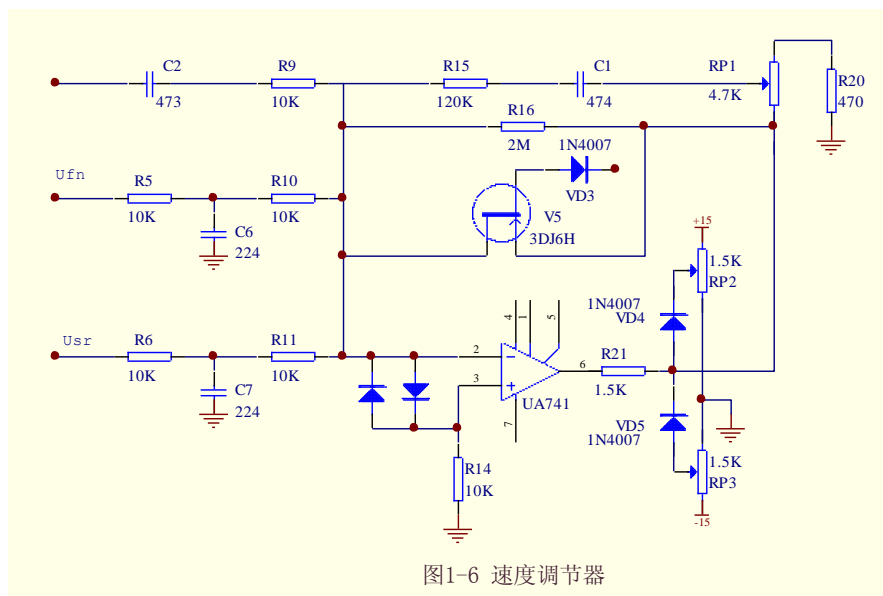 C2
R9
R15
C1
RP1
R20
473
10K
120K
474
4.7K
470
R16
2M
1N4007
VD3
Ufn
R5
R10
10K
10K
C6
224
V5
3DJ6H
+15
1.5K
RP2
1N4007
VD4
Usr
R6
R11
10K
10K
C7
224
4
1
5
2
3
6
7
UA741
R21
1.5K
VD5
1N4007
1.5K
RP3
-15
R14
10K
图1-6 速度调节器